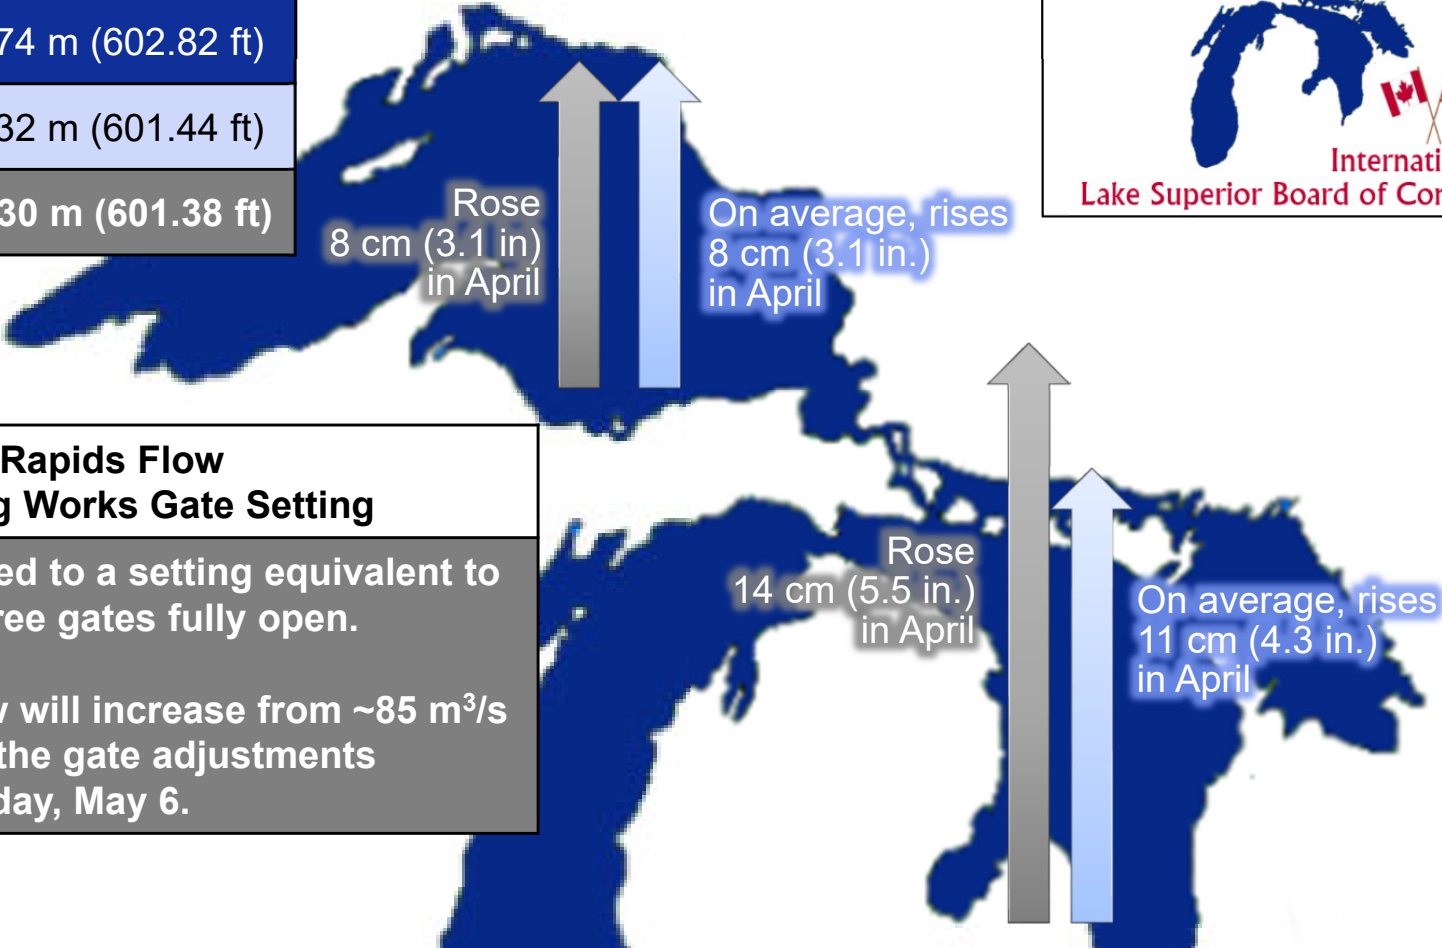 74 m (602.82 ft)
32 m (601.44 ft)
30 m (601.38 ft)
Internati
Lake Superior Board of Con
Rose
8 cm (3.1 in)
in April
On average, rises
8 cm (3.1 in.)
in April
Rapids Flow
g Works Gate Setting
ed to a setting equivalent to
ree gates fully open.
w will increase from ~85 m³/s
the gate adjustments
day, May 6.
Rose
14 cm (5.5 in.)
in April
On average, rises
11 cm (4.3 in.)
in April